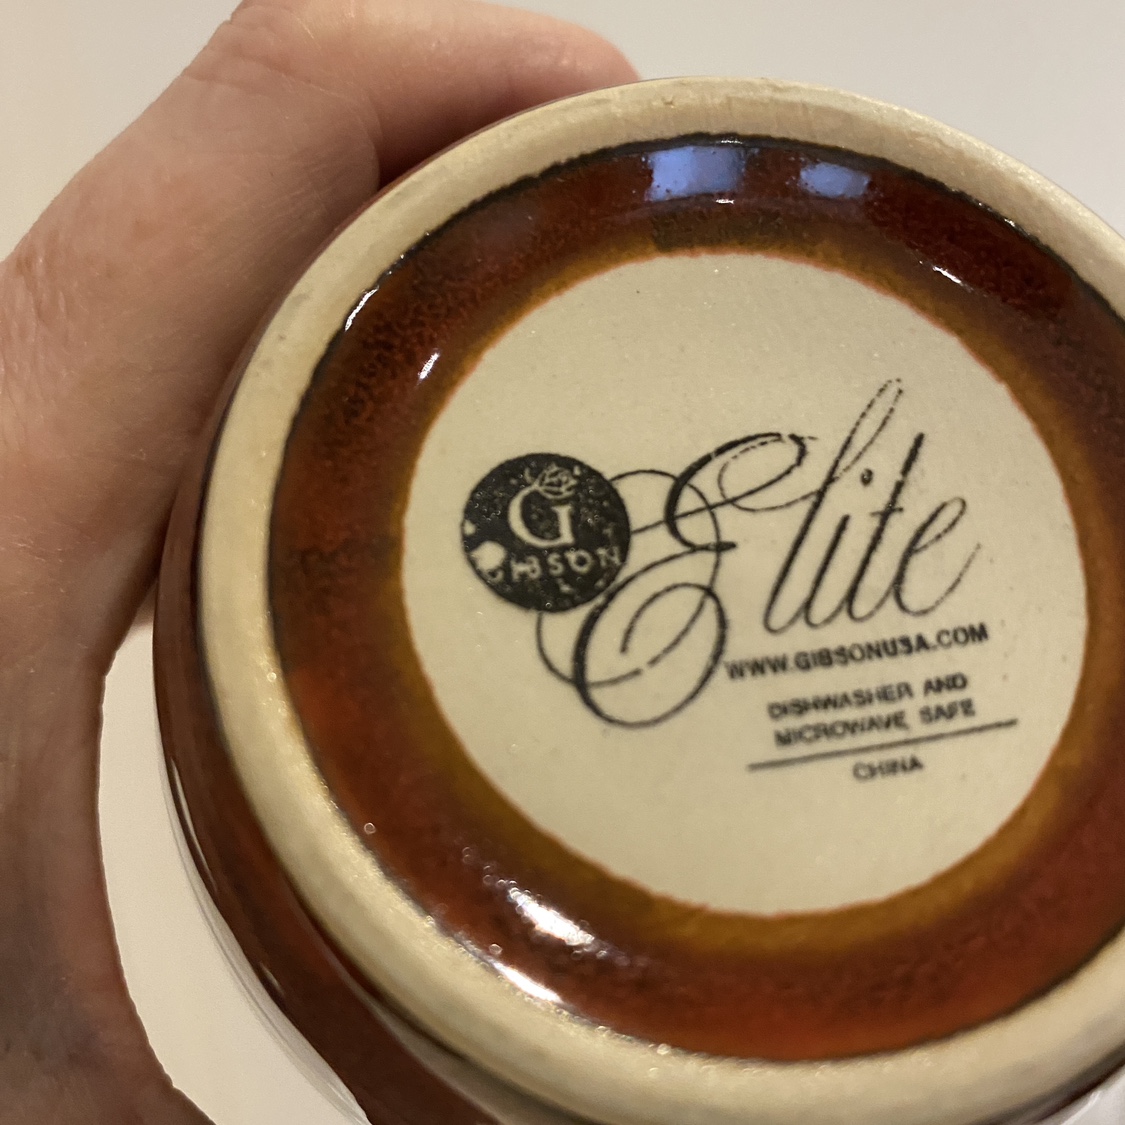 G
GIBSON
Elite
WWW.GIBSONUSA.COM
DISHWASHER AND
MICROWAVE SAFE
CHINA